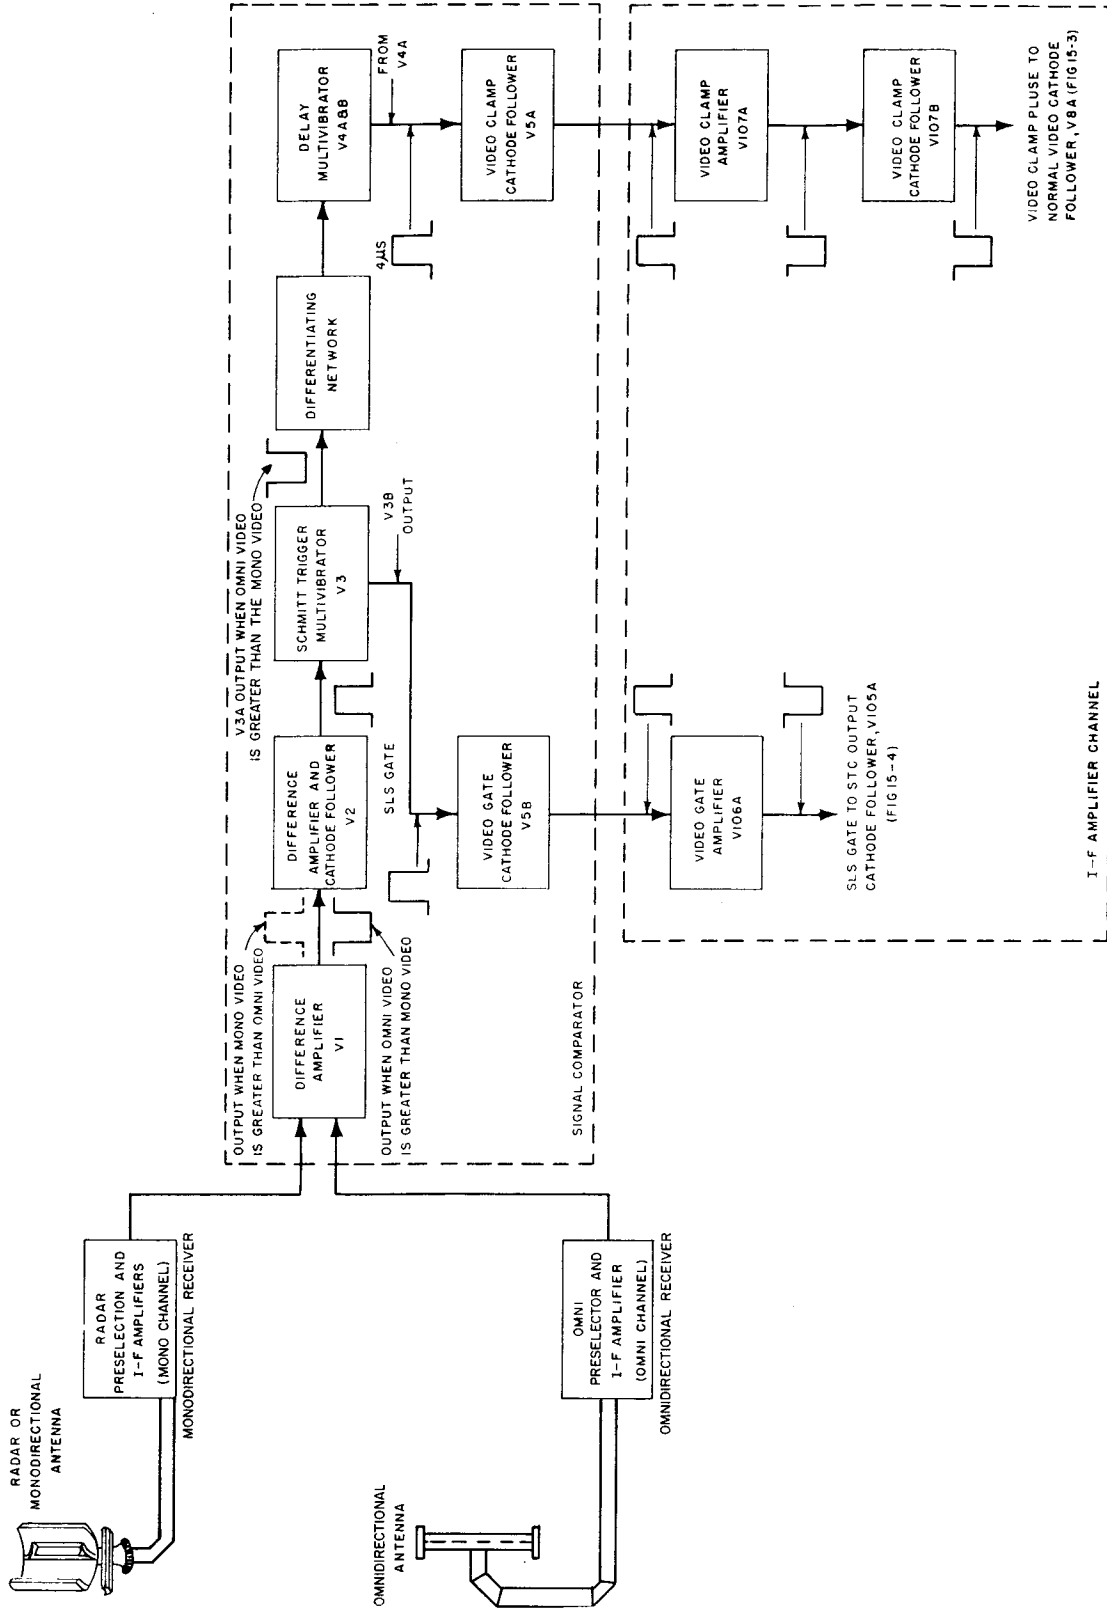 RADAR OR
MONODIRECTIONAL
ANTENNA
RADAR
PRESELECTION AND
I-F AMPLIFIERS
(MONO CHANNEL)
MONODIRECTIONAL RECEIVER
OMNIDIRECTIONAL
ANTENNA
OMNI
PRESELECTOR AND
I-F AMPLIFIER
(OMNI CHANNEL)
OMNIDIRECTIONAL RECEIVER
OUTPUT WHEN MONO VIDEO
IS GREATER THAN OMNI VIDEO
DIFFERENCE
AMPLIFIER
V1
OUTPUT WHEN OMNI VIDEO
IS GREATER THAN MONO VIDEO
SIGNAL COMPARATOR
DIFFERENCE
AMPLIFIER AND
CATHODE FOLLOWER
V2
SLS GATE
V3A OUTPUT WHEN OMNI VIDEO
IS GREATER THAN THE MONO VIDEO
SCHMITT TRIGGER
MULTIVIBRATOR
V3
V3B
OUTPUT
DIFFERENTIATING
NETWORK
DELAY
MULTIVIBRATOR
V4A&B
FROM
V4A
4μS
VIDEO CLAMP
CATHODE FOLLOWER
V5A
VIDEO GATE
CATHODE FOLLOWER
V5B
VIDEO GATE
AMPLIFIER
V106A
SLS GATE TO STC OUTPUT
CATHODE FOLLOWER, V105A
(FIG 15-4)
VIDEO CLAMP
AMPLIFIER
V107A
VIDEO CLAMP
CATHODE FOLLOWER
V107B
VIDEO CLAMP PLUSE TO
NORMAL VIDEO CATHODE
FOLLOWER, V8A (FIG 15-3)
I-F AMPLIFIER CHANNEL